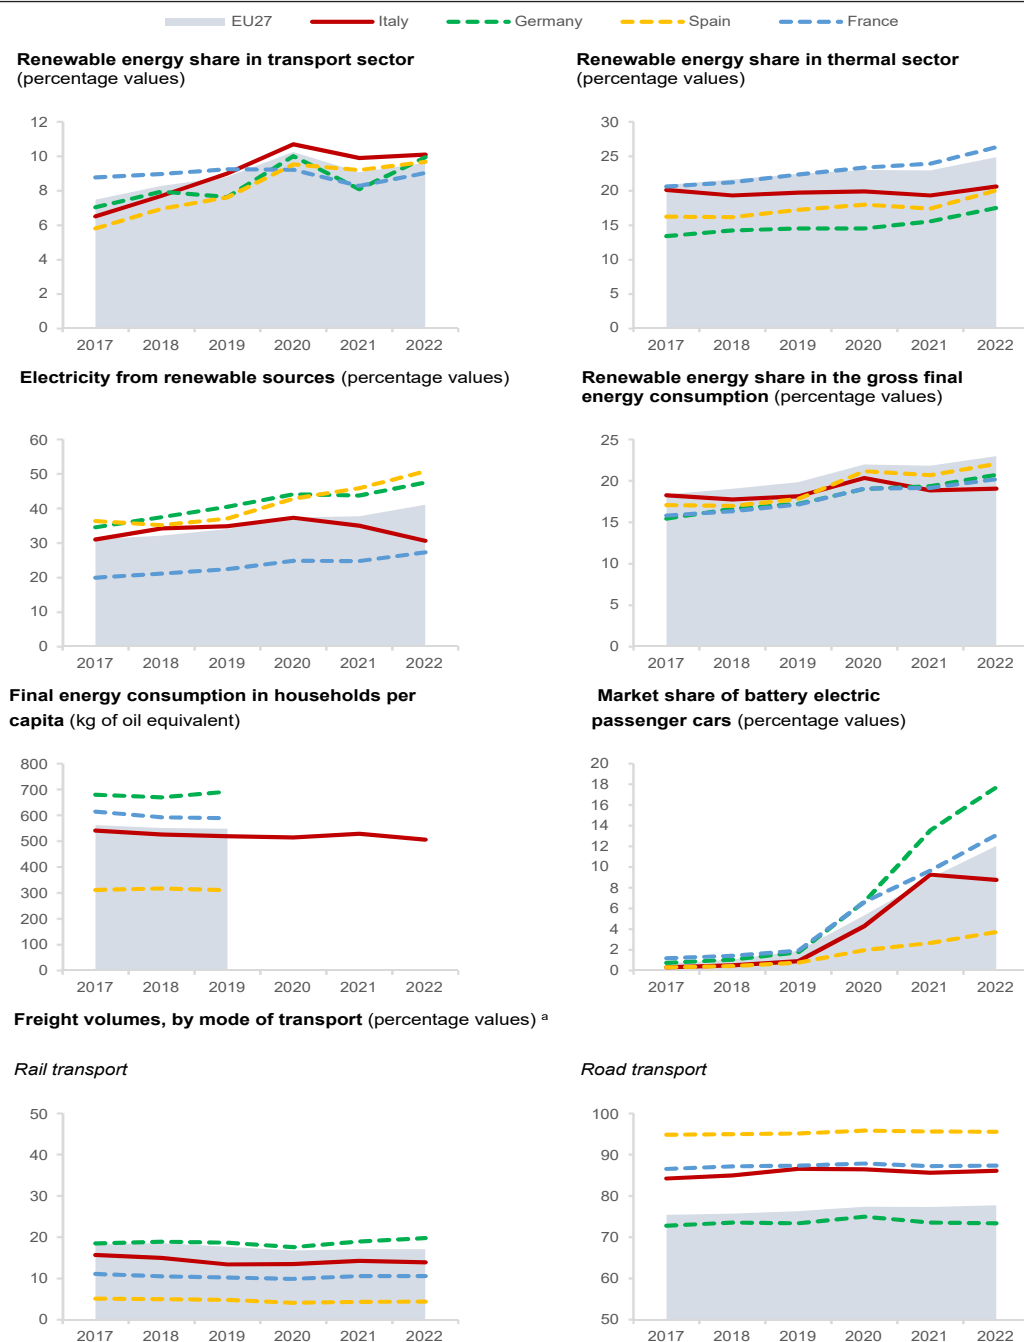 EU27 Italy Germany Spain France
Renewable energy share in transport sector
(percentage values)
12
10
8
6
4
2
0
2017 2018 2019 2020 2021 2022
Renewable energy share in thermal sector
(percentage values)
30
25
20
15
10
5
0
2017 2018 2019 2020 2021 2022
Electricity from renewable sources (percentage values)
60
50
40
30
20
10
0
2017 2018 2019 2020 2021 2022
Renewable energy share in the gross final
energy consumption (percentage values)
25
20
15
10
5
0
2017 2018 2019 2020 2021 2022
Final energy consumption in households per
capita (kg of oil equivalent)
800
700
600
500
400
300
200
100
0
2017 2018 2019 2020 2021 2022
Market share of battery electric
passenger cars (percentage values)
20
18
16
14
12
10
8
6
4
2
0
2017 2018 2019 2020 2021 2022
Freight volumes, by mode of transport (percentage values) a
Rail transport
50
40
30
20
10
0
2017 2018 2019 2020 2021 2022
Road transport
100
90
80
70
60
50
2017 2018 2019 2020 2021 2022